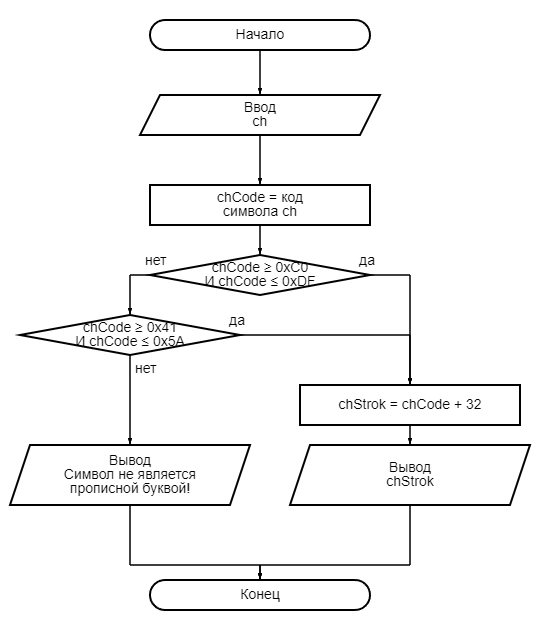 Начало
Ввод
ch
chCode = код
символа ch
нет
chCode ≥ 0xC0
И chCode ≤ 0xDF
да
chCode ≥ 0x41
И chCode ≤ 0x5A
да
нет
chStrok = chCode + 32
Вывод
Символ не является
прописной буквой!
Вывод
chStrok
Конец